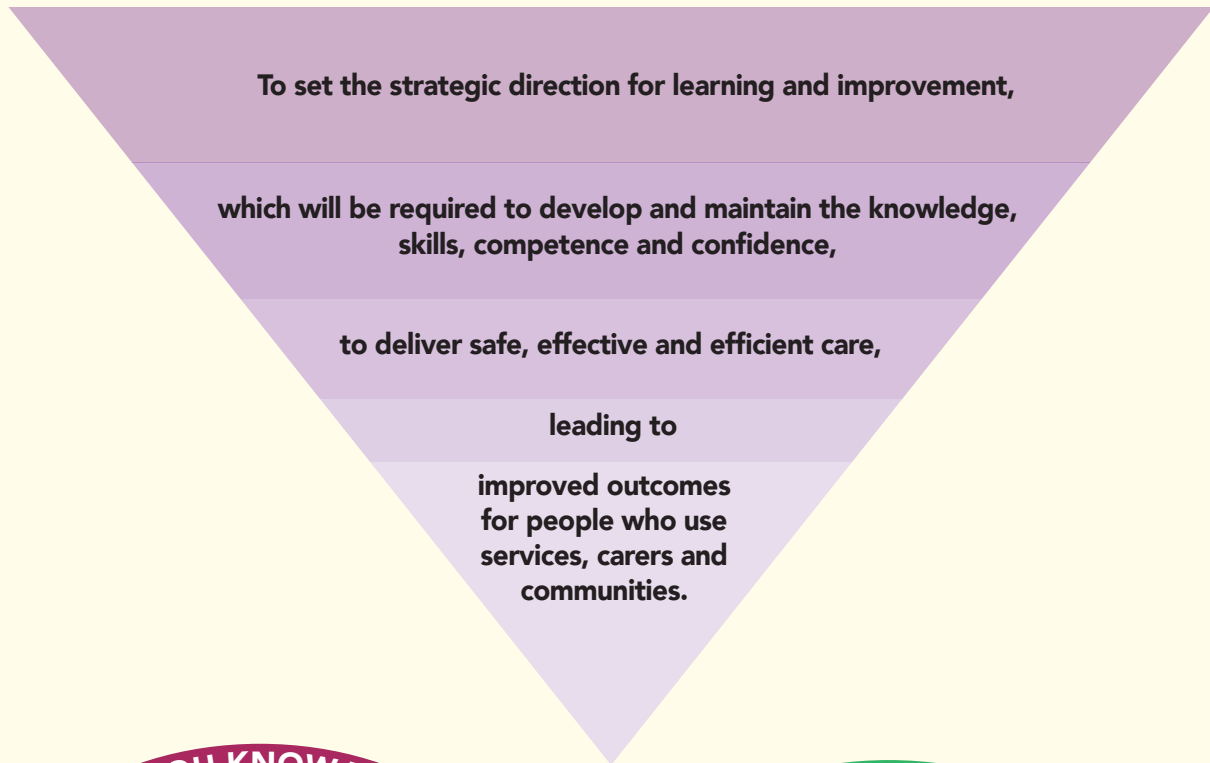 To set the strategic direction for learning and improvement,
which will be required to develop and maintain the knowledge,
skills, competence and confidence,
to deliver safe, effective and efficient care,
leading to
improved outcomes
for people who use
services, carers and
communities.
KNOW